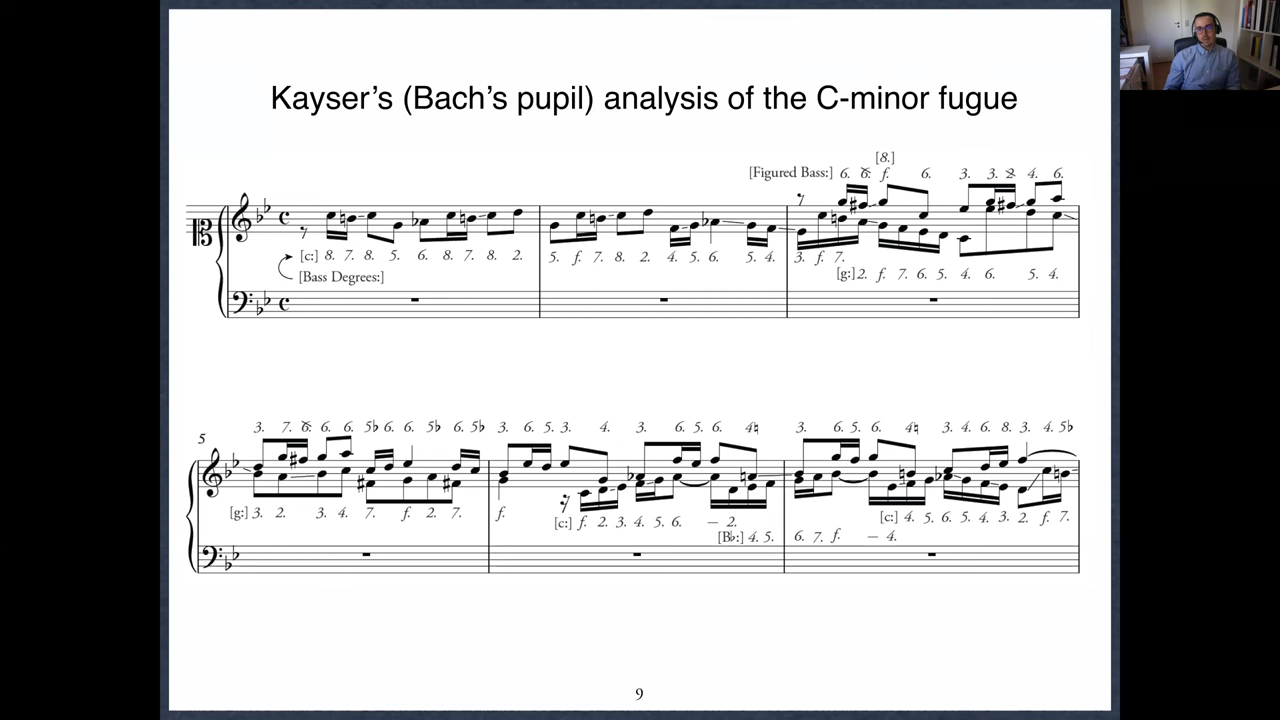 Kayser's (Bach's pupil) analysis of the C-minor fugue
[8.]
[Figured Bass:] 6. 6. f. 6. 3. 3. 2. 4. 6.
[c:] 8. 7. 8. 5. 6. 8. 7. 8. 2. 5. f. 7. 8. 2. 4. 5. 6. 5. 4. 3. f. 7.
[Bass Degrees:] [g:] 2. f. 7. 6. 5. 4. 6. 5. 4.
5
3. 7. 6. 6. 6. 5♭ 6. 6. 5♭ 6. 5♭ 3. 6. 5. 3. 4. 3. 6. 5. 6. 4♮ 3. 6. 5. 6. 4♮ 3. 4. 6. 8. 3. 4. 5♭
[g:] 3. 2. 3. 4. 7. f. 2. 7. f. [c:] f. 2. 3. 4. 5. 6. — 2. [c:] 4. 5. 6. 5. 4. 3. 2. f. 7.
[B♭:] 4. 5. 6. 7. f. — 4.
9